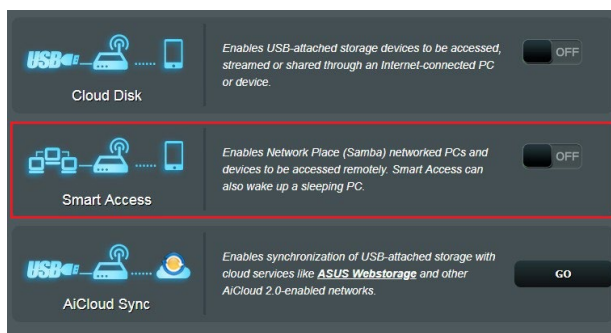 USB
Cloud Disk
Enables USB-attached storage devices to be accessed,
streamed or shared through an Internet-connected PC
or device.
OFF
Smart Access
Enables Network Place (Samba) networked PCs and
devices to be accessed remotely. Smart Access can
also wake up a sleeping PC.
OFF
USB
AiCloud Sync
Enables synchronization of USB-attached storage with
cloud services like ASUS Webstorage and other
AiCloud 2.0-enabled networks.
GO